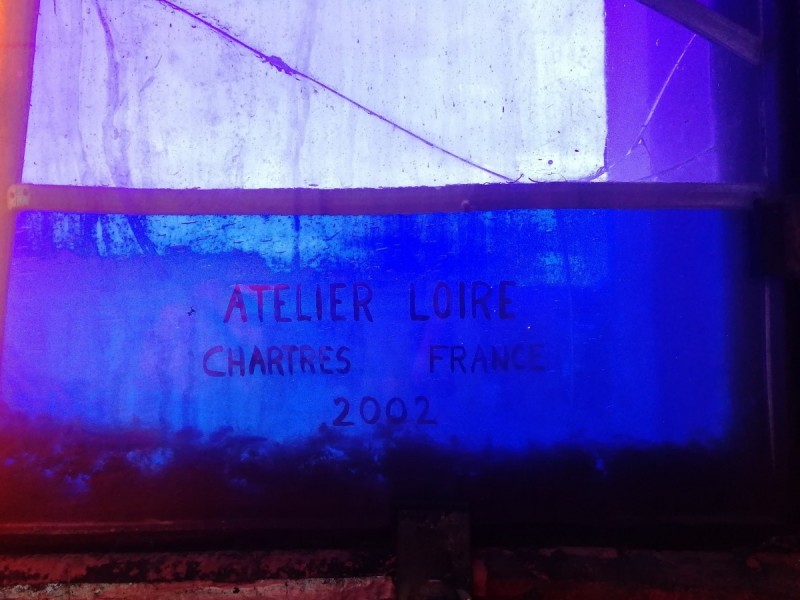 ATELIER LOIRE
CHARTRES FRANCE
2002